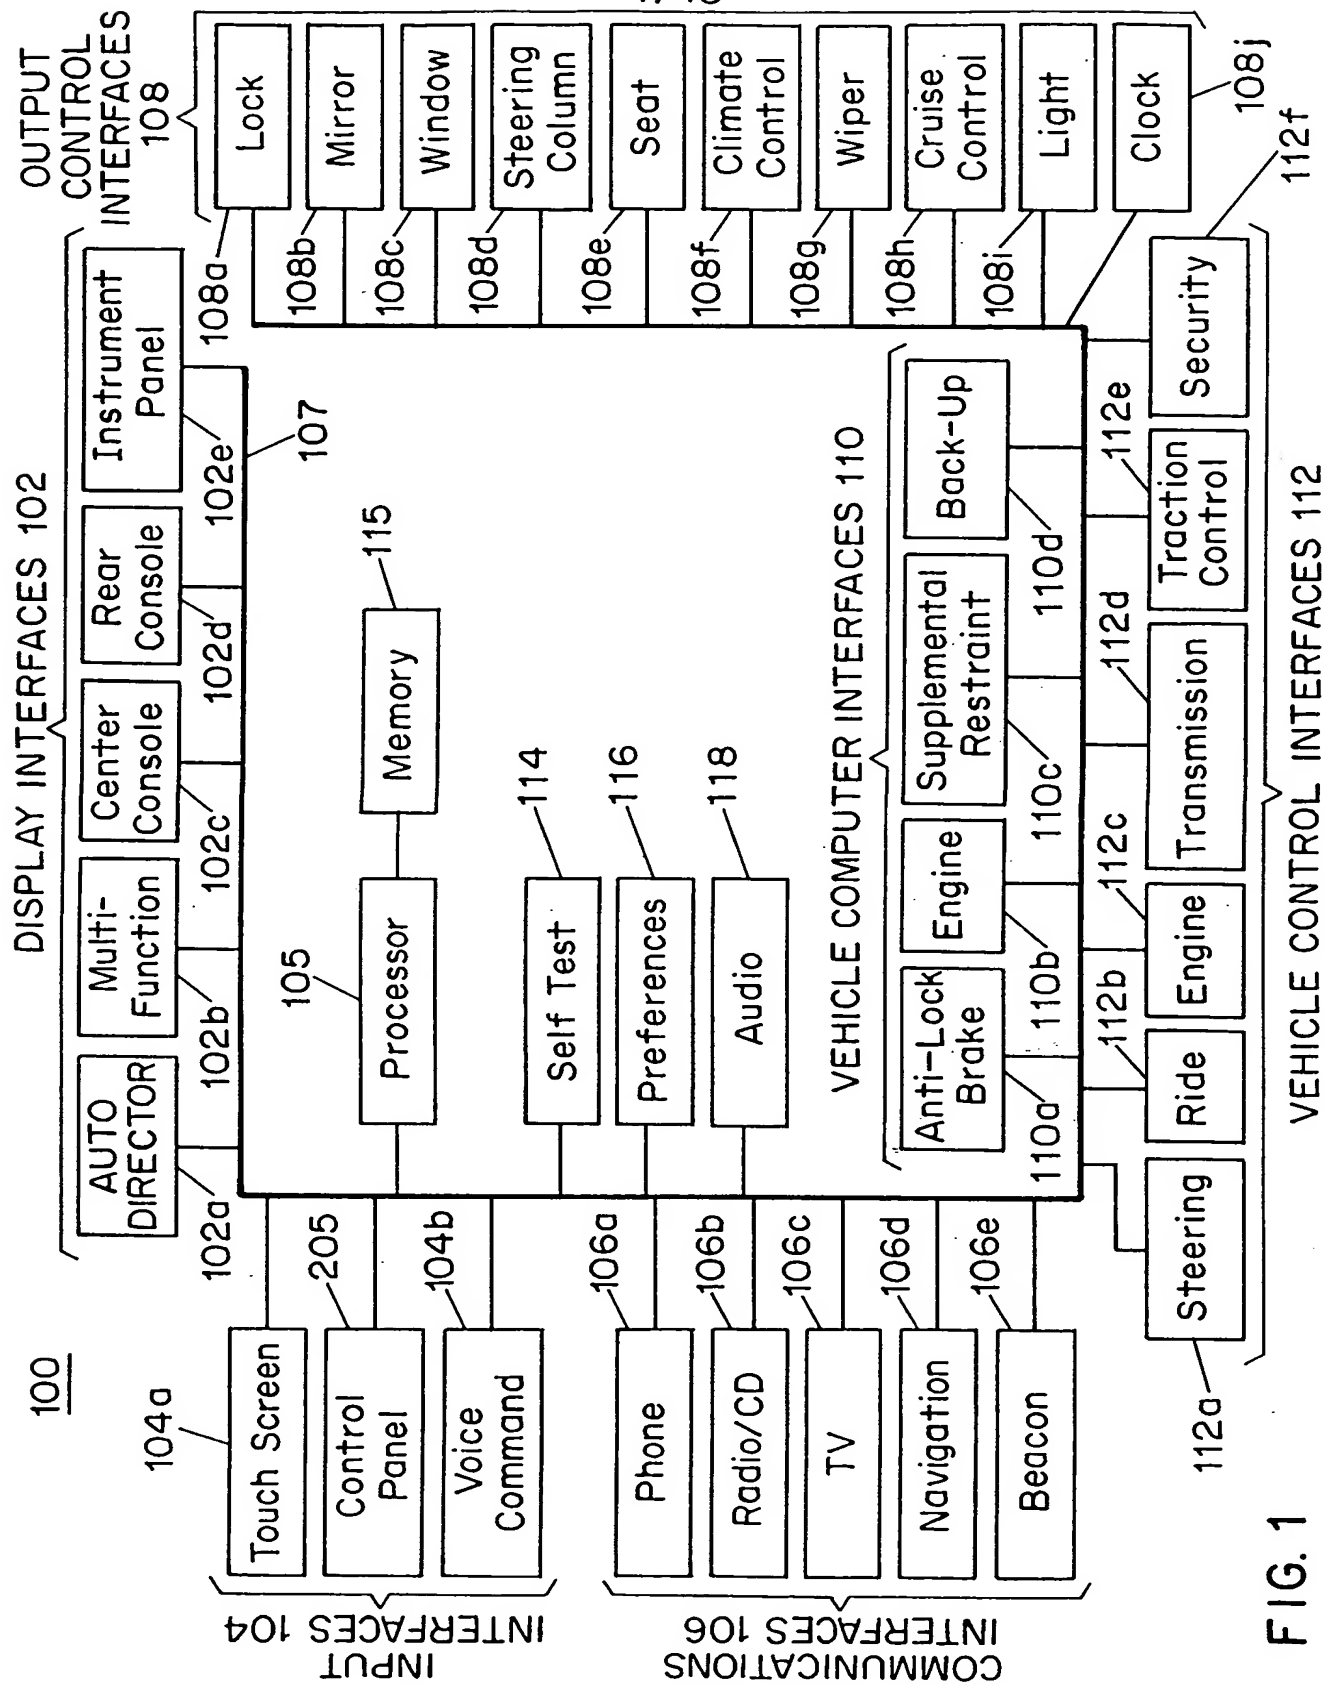 100
DISPLAY INTERFACES 102
AUTO
DIRECTOR
102a
Multi-
Function
102b
Center
Console
102c
Rear
Console
102d
Instrument
Panel
102e
107
OUTPUT
CONTROL
INTERFACES
108
Lock
108a
Mirror
108b
Window
108c
Steering
Column
108d
Seat
108e
Climate
Control
108f
Wiper
108g
Cruise
Control
108h
Light
108i
Clock
108j
INPUT
INTERFACES 104
Touch Screen
104a
Control
Panel
205
Voice
Command
104b
COMMUNICATIONS
INTERFACES 106
Phone
106a
Radio/CD
106b
TV
106c
Navigation
106d
Beacon
106e
Processor
105
Memory
115
Self Test
114
Preferences
116
Audio
118
VEHICLE COMPUTER INTERFACES 110
Anti-Lock
Brake
110a
Engine
110b
Supplemental
Restraint
110c
Back-Up
110d
Steering
112a
Ride
112b
Engine
112c
Transmission
112d
Traction
Control
112e
Security
112f
VEHICLE CONTROL INTERFACES 112
FIG. 1